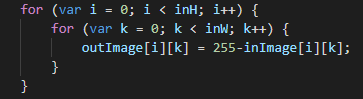 for (var i = 0; i < inH; i++) {
    for (var k = 0; k < inW; k++) {
        outImage[i][k] = 255-inImage[i][k];
    }
}